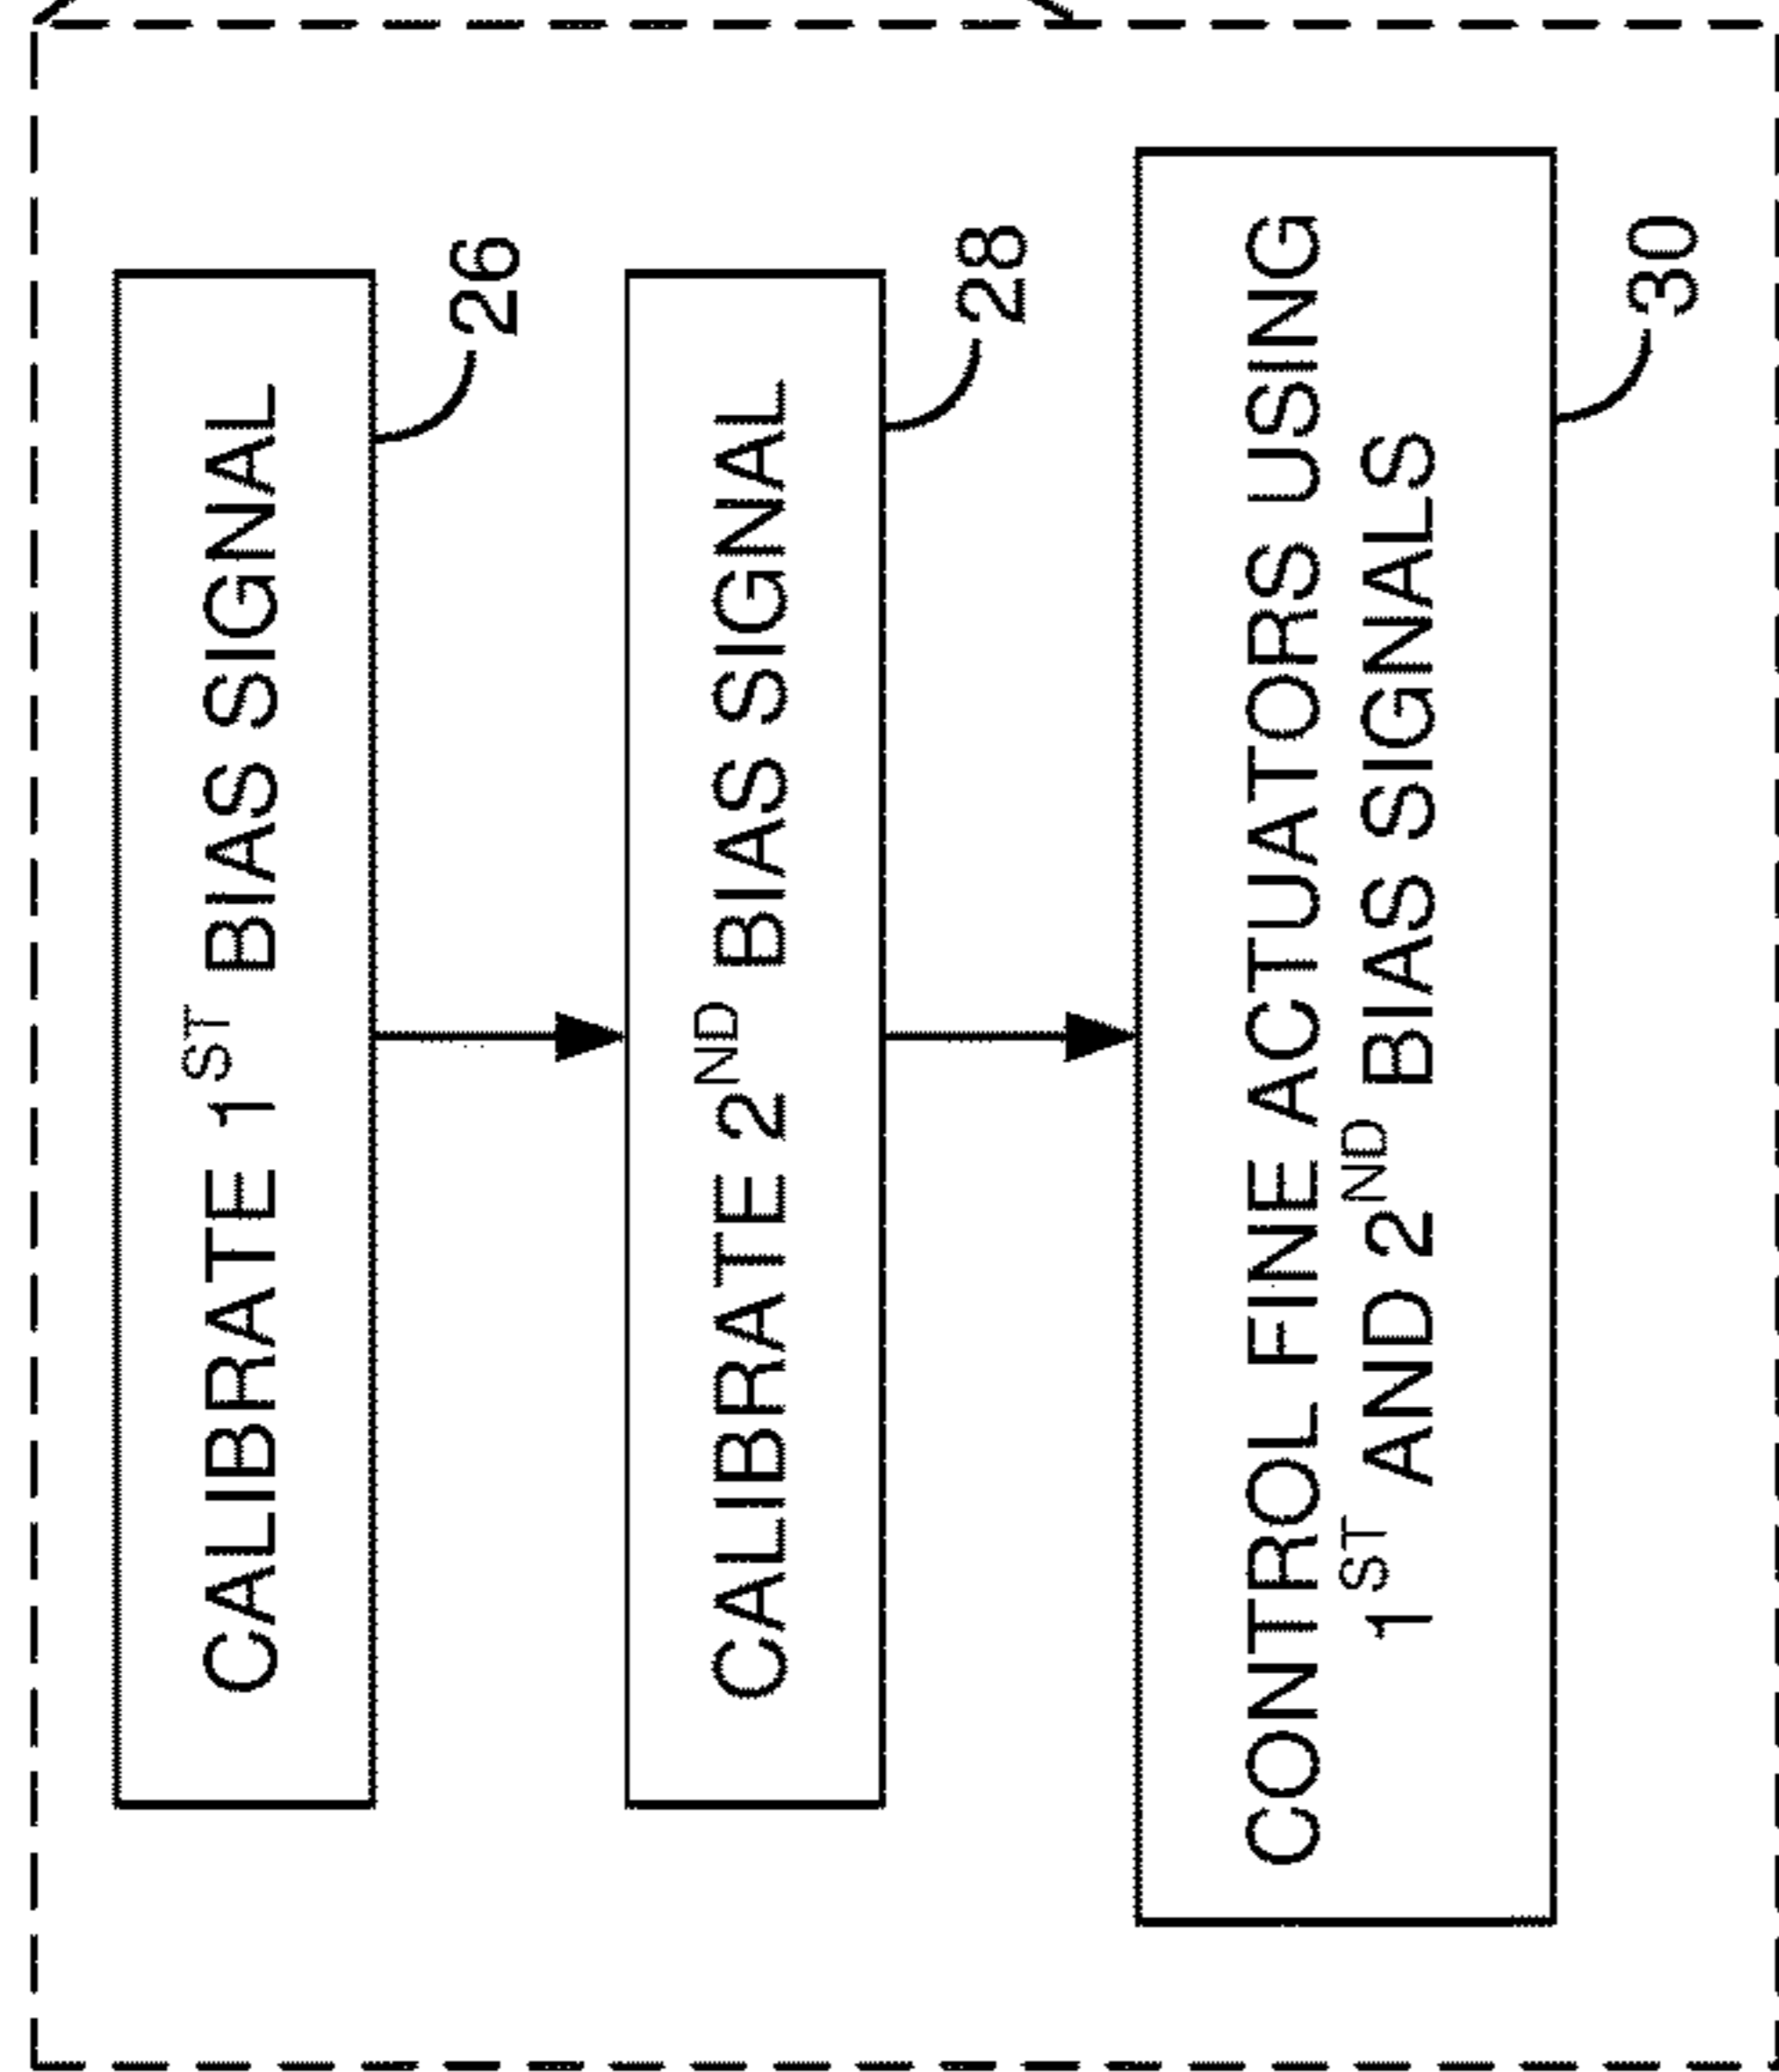 CALIBRATE 1ST BIAS SIGNAL
26
CALIBRATE 2ND BIAS SIGNAL
28
CONTROL FINE ACTUATORS USING
1ST AND 2ND BIAS SIGNALS
30